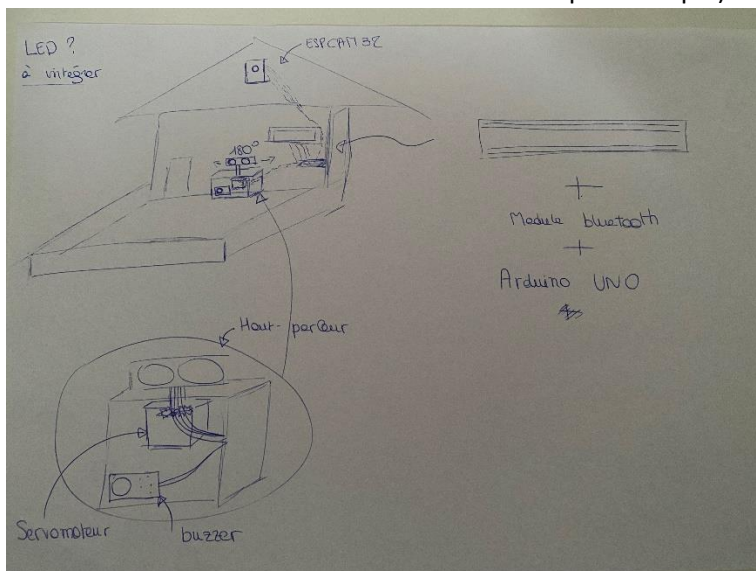 LED ?
à intégrer
ESPCAM 32
180°
+
Module bluetooth
+
Arduino UNO
Haut-parleur
Servomoteur
buzzer